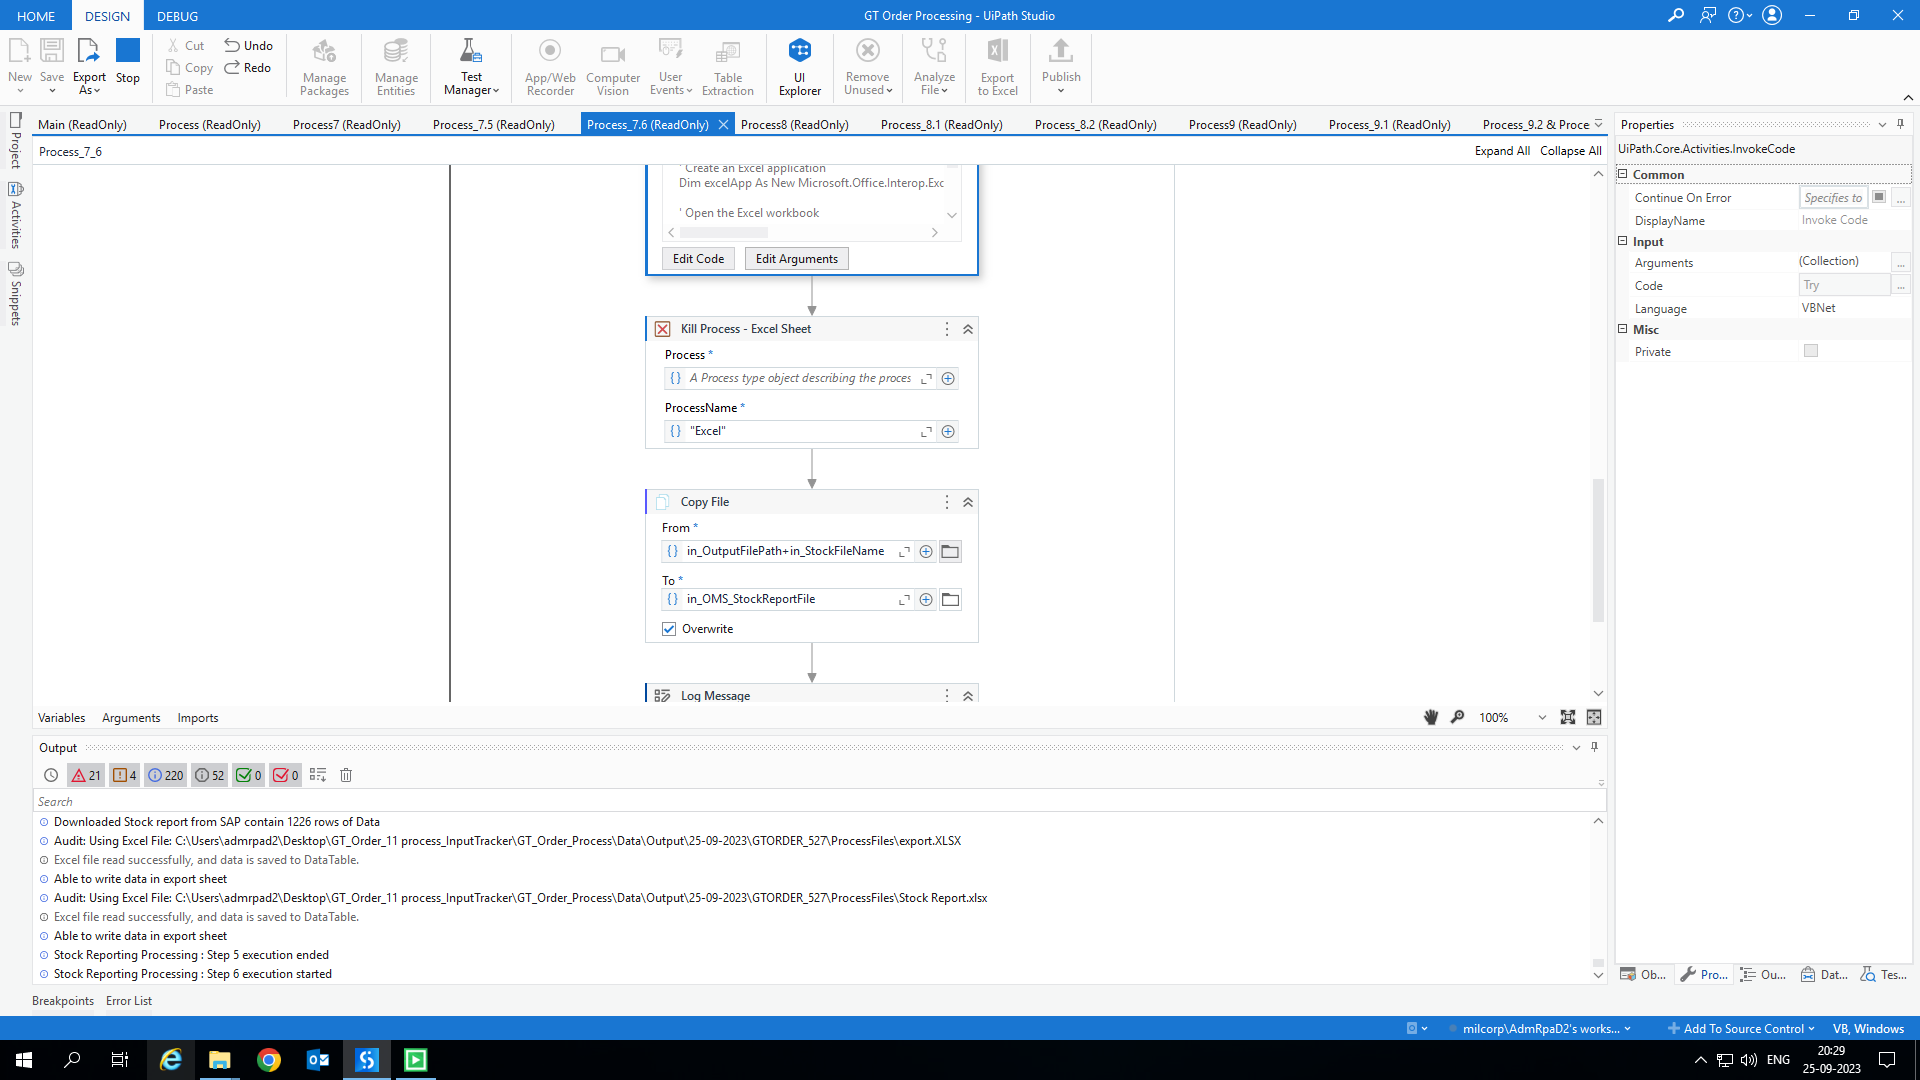 HOME DESIGN DEBUG GT Order Processing - UiPath Studio
New Save Export As Stop Cut Copy Paste Undo Redo Manage Packages Manage Entities Test Manager App/Web Recorder Computer Vision User Events Table Extraction UI Explorer Remove Unused Analyze File Export to Excel Publish
Main (ReadOnly) Process (ReadOnly) Process7 (ReadOnly) Process_7.5 (ReadOnly) Process_7.6 (ReadOnly) Process8 (ReadOnly) Process_8.1 (ReadOnly) Process_8.2 (ReadOnly) Process9 (ReadOnly) Process_9.1 (ReadOnly) Process_9.2 & Proce
Project
Activities
Snippets
Process_7_6 Expand All Collapse All
' Create an Excel application
Dim excelApp As New Microsoft.Office.Interop.Exc
' Open the Excel workbook
Edit Code Edit Arguments
Kill Process - Excel Sheet
Process *
{} A Process type object describing the proces
ProcessName *
{} "Excel"
Copy File
From *
{} in_OutputFilePath+in_StockFileName
To *
{} in_OMS_StockReportFile
Overwrite
Log Message
Variables Arguments Imports 100%
Output
21 4 220 52 0 0
Search
Downloaded Stock report from SAP contain 1226 rows of Data
Audit: Using Excel File: C:\Users\admrpad2\Desktop\GT_Order_11 process_InputTracker\GT_Order_Process\Data\Output\25-09-2023\GTORDER_527\ProcessFiles\export.XLSX
Excel file read successfully, and data is saved to DataTable.
Able to write data in export sheet
Audit: Using Excel File: C:\Users\admrpad2\Desktop\GT_Order_11 process_InputTracker\GT_Order_Process\Data\Output\25-09-2023\GTORDER_527\ProcessFiles\Stock Report.xlsx
Excel file read successfully, and data is saved to DataTable.
Able to write data in export sheet
Stock Reporting Processing : Step 5 execution ended
Stock Reporting Processing : Step 6 execution started
Breakpoints Error List
Properties
UiPath.Core.Activities.InvokeCode
Common
Continue On Error Specifies to ...
DisplayName Invoke Code
Input
Arguments (Collection) ...
Code Try ...
Language VBNet
Misc
Private
Ob... Pro... Ou... Dat... Tes...
milcorp\AdmRpaD2's works... Add To Source Control VB, Windows
ENG 20:29
25-09-2023